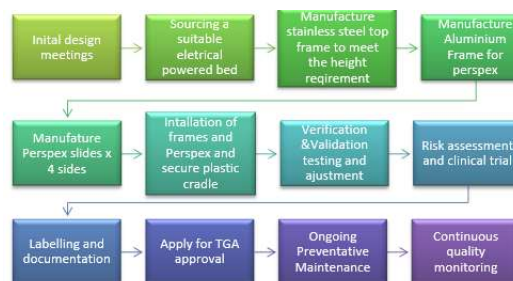 Inital design
meetings
Sourcing a
suitable
eletrical
powered bed
Manufacture
stainless steel top
frame to meet
the height
reqirement
Manufacture
Aluminium
Frame for
perspex
Manufature
Perspex slides x
4 sides
Intallation of
frames and
Perspex and
secure plastic
cradle
Verification
&Validation
testing and
ajustment
Risk assessment
and clinical trial
Labelling and
documentation
Apply for TGA
approval
Ongoing
Preventative
Maintenance
Continuous
quality
monitoring